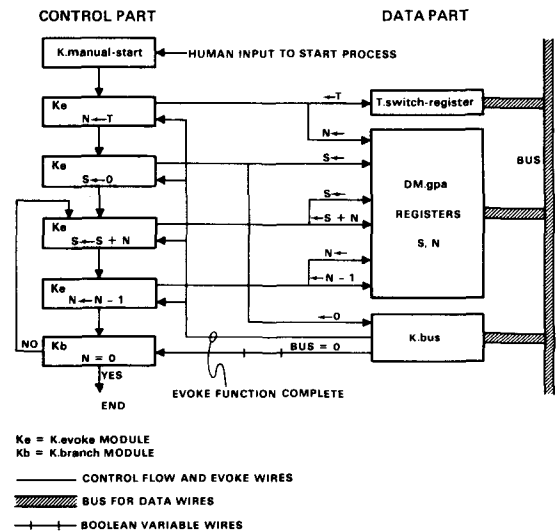 CONTROL PART
DATA PART
K.manual-start
HUMAN INPUT TO START PROCESS
Ke
N←T
←T
T.switch-register
N←
Ke
S←0
S←
BUS
DM.gpa
REGISTERS
S, N
Ke
S←S + N
S←
←S + N
Ke
N←N - 1
N←
←N - 1
←0
K.bus
NO
Kb
N = 0
BUS = 0
YES
END
EVOKE FUNCTION COMPLETE
Ke = K.evoke MODULE
Kb = K.branch MODULE
CONTROL FLOW AND EVOKE WIRES
BUS FOR DATA WIRES
BOOLEAN VARIABLE WIRES